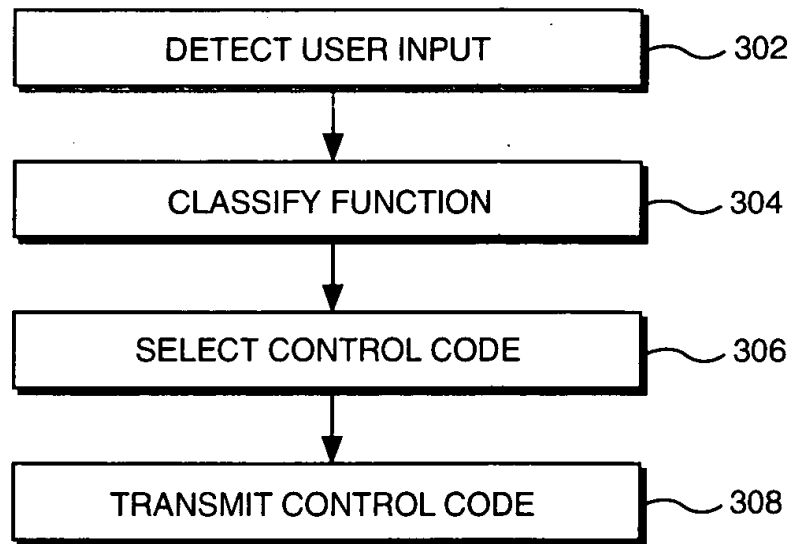 DETECT USER INPUT 302
CLASSIFY FUNCTION 304
SELECT CONTROL CODE 306
TRANSMIT CONTROL CODE 308